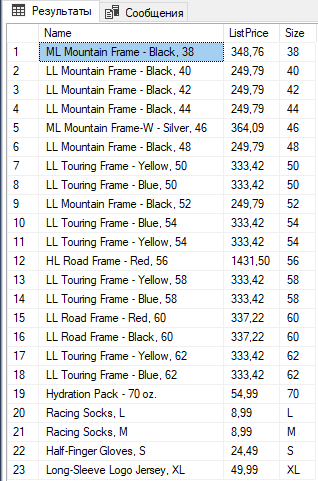 Результаты Сообщения
Name ListPrice Size
1 ML Mountain Frame - Black, 38 348,76 38
2 LL Mountain Frame - Black, 40 249,79 40
3 LL Mountain Frame - Black, 42 249,79 42
4 LL Mountain Frame - Black, 44 249,79 44
5 ML Mountain Frame-W - Silver, 46 364,09 46
6 LL Mountain Frame - Black, 48 249,79 48
7 LL Touring Frame - Yellow, 50 333,42 50
8 LL Touring Frame - Blue, 50 333,42 50
9 LL Mountain Frame - Black, 52 249,79 52
10 LL Touring Frame - Blue, 54 333,42 54
11 LL Touring Frame - Yellow, 54 333,42 54
12 HL Road Frame - Red, 56 1431,50 56
13 LL Touring Frame - Yellow, 58 333,42 58
14 LL Touring Frame - Blue, 58 333,42 58
15 LL Road Frame - Red, 60 337,22 60
16 LL Road Frame - Black, 60 337,22 60
17 LL Touring Frame - Yellow, 62 333,42 62
18 LL Touring Frame - Blue, 62 333,42 62
19 Hydration Pack - 70 oz. 54,99 70
20 Racing Socks, L 8,99 L
21 Racing Socks, M 8,99 M
22 Half-Finger Gloves, S 24,49 S
23 Long-Sleeve Logo Jersey, XL 49,99 XL